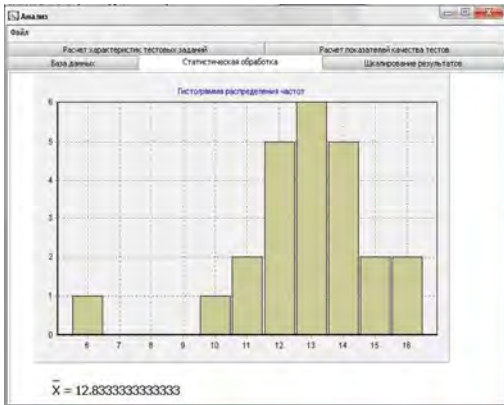 Анализ
Файл
Расчет характеристик тестовых заданий Расчет показателей качества тестов
База данных Статистическая обработка Шкалирование результатов
Гистограмма распределения частот
6
5
4
3
2
1
0
6 7 8 9 10 11 12 13 14 15 16
X̅ = 12.8333333333333